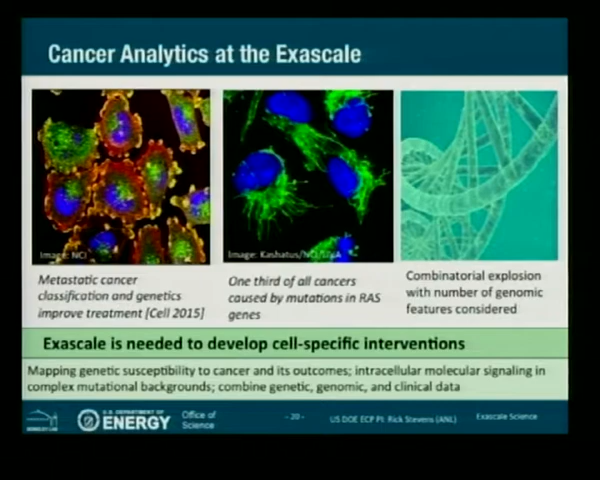 Cancer Analytics at the Exascale
Image: NCI
Image: Kashatus/NCI/UVA
Metastatic cancer
classification and genetics
improve treatment [Cell 2015]
One third of all cancers
caused by mutations in RAS
genes
Combinatorial explosion
with number of genomic
features considered
Exascale is needed to develop cell-specific interventions
Mapping genetic susceptibility to cancer and its outcomes; intracellular molecular signaling in
complex mutational backgrounds; combine genetic, genomic, and clinical data
BERKELEY LAB
U.S. DEPARTMENT OF
ENERGY
Office of
Science
- 20 -
US DOE ECP PI: Rick Stevens (ANL)
Exascale Science